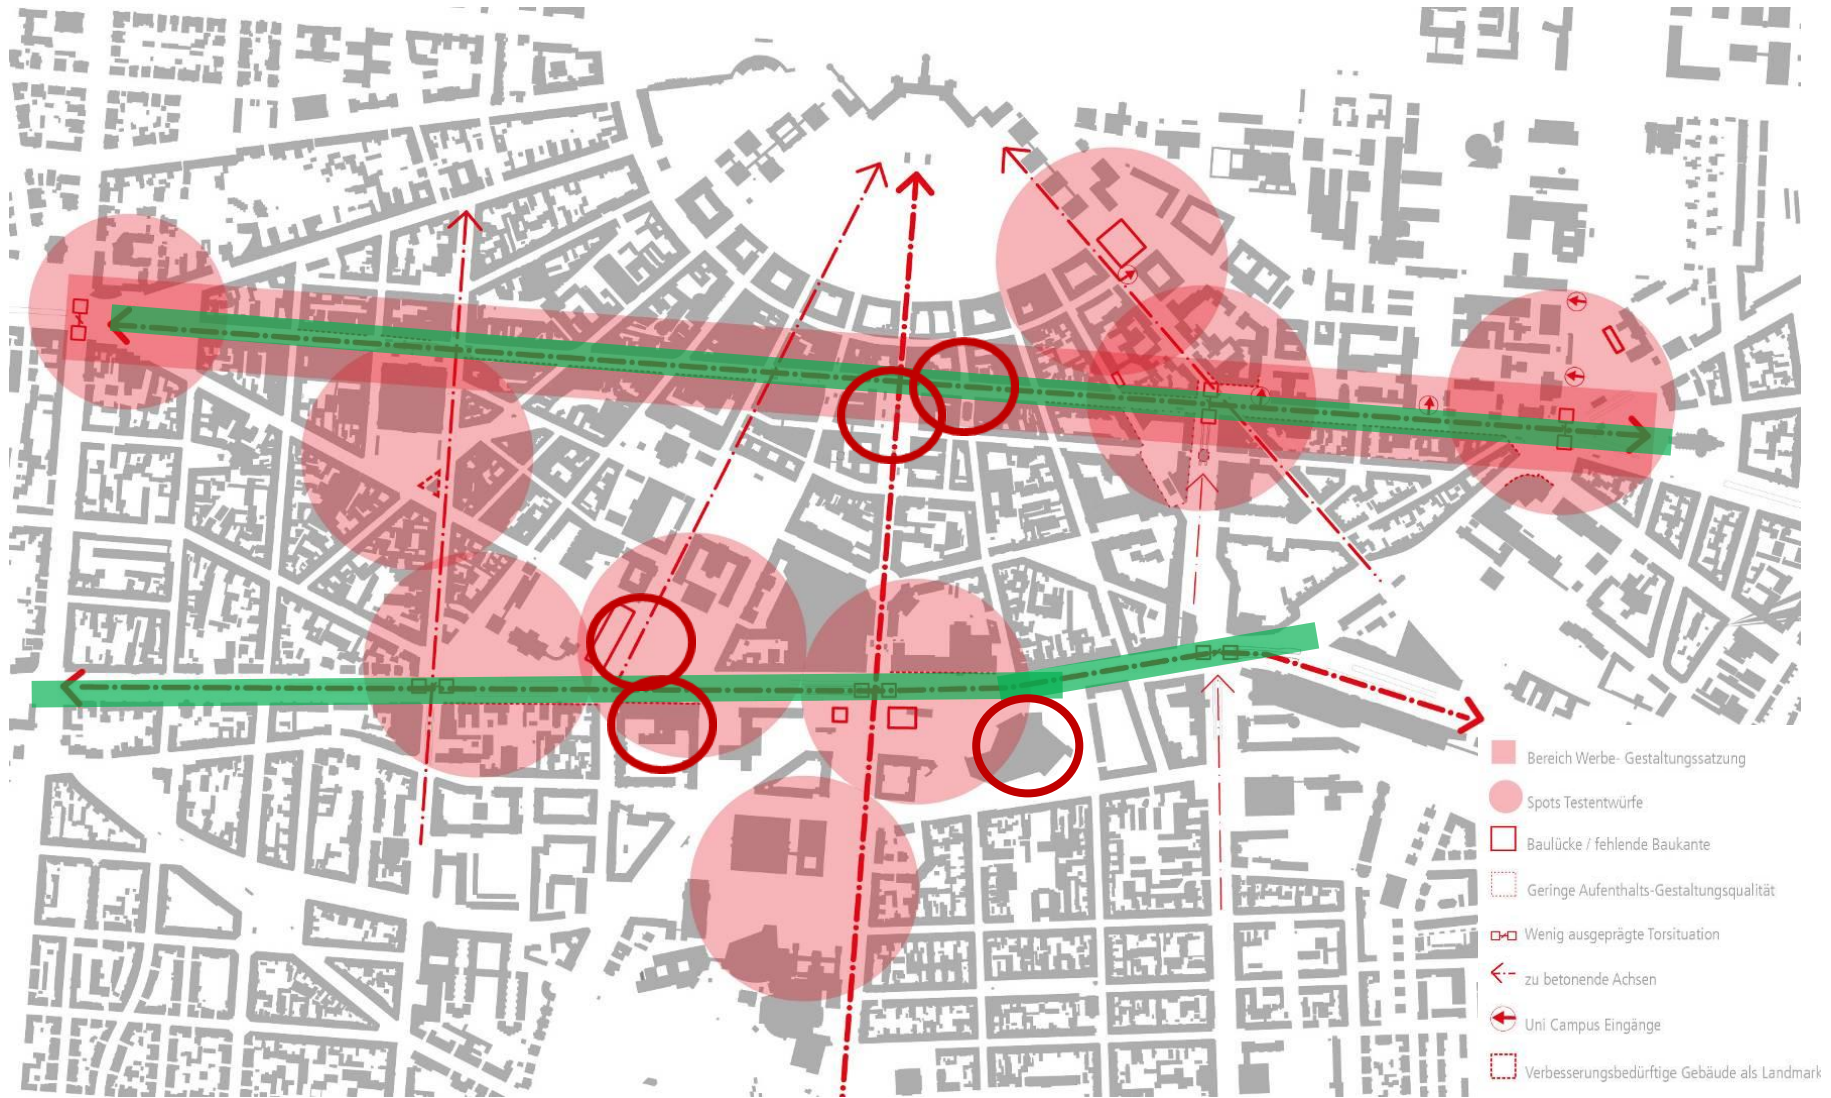 Bereich Werbe- Gestaltungssatzung
Spots Testentwürfe
Baulücke / fehlende Baukante
Geringe Aufenthalts-Gestaltungsqualität
Wenig ausgeprägte Torsituation
zu betonende Achsen
Uni Campus Eingänge
Verbesserungsbedürftige Gebäude als Landmark